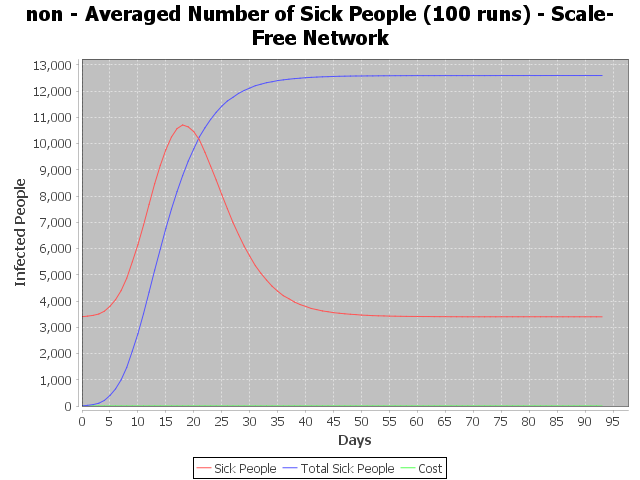 non - Averaged Number of Sick People (100 runs) - Scale-
Free Network
Infected People
13,000
12,000
11,000
10,000
9,000
8,000
7,000
6,000
5,000
4,000
3,000
2,000
1,000
0
0 5 10 15 20 25 30 35 40 45 50 55 60 65 70 75 80 85 90 95
Days
Sick People Total Sick People Cost